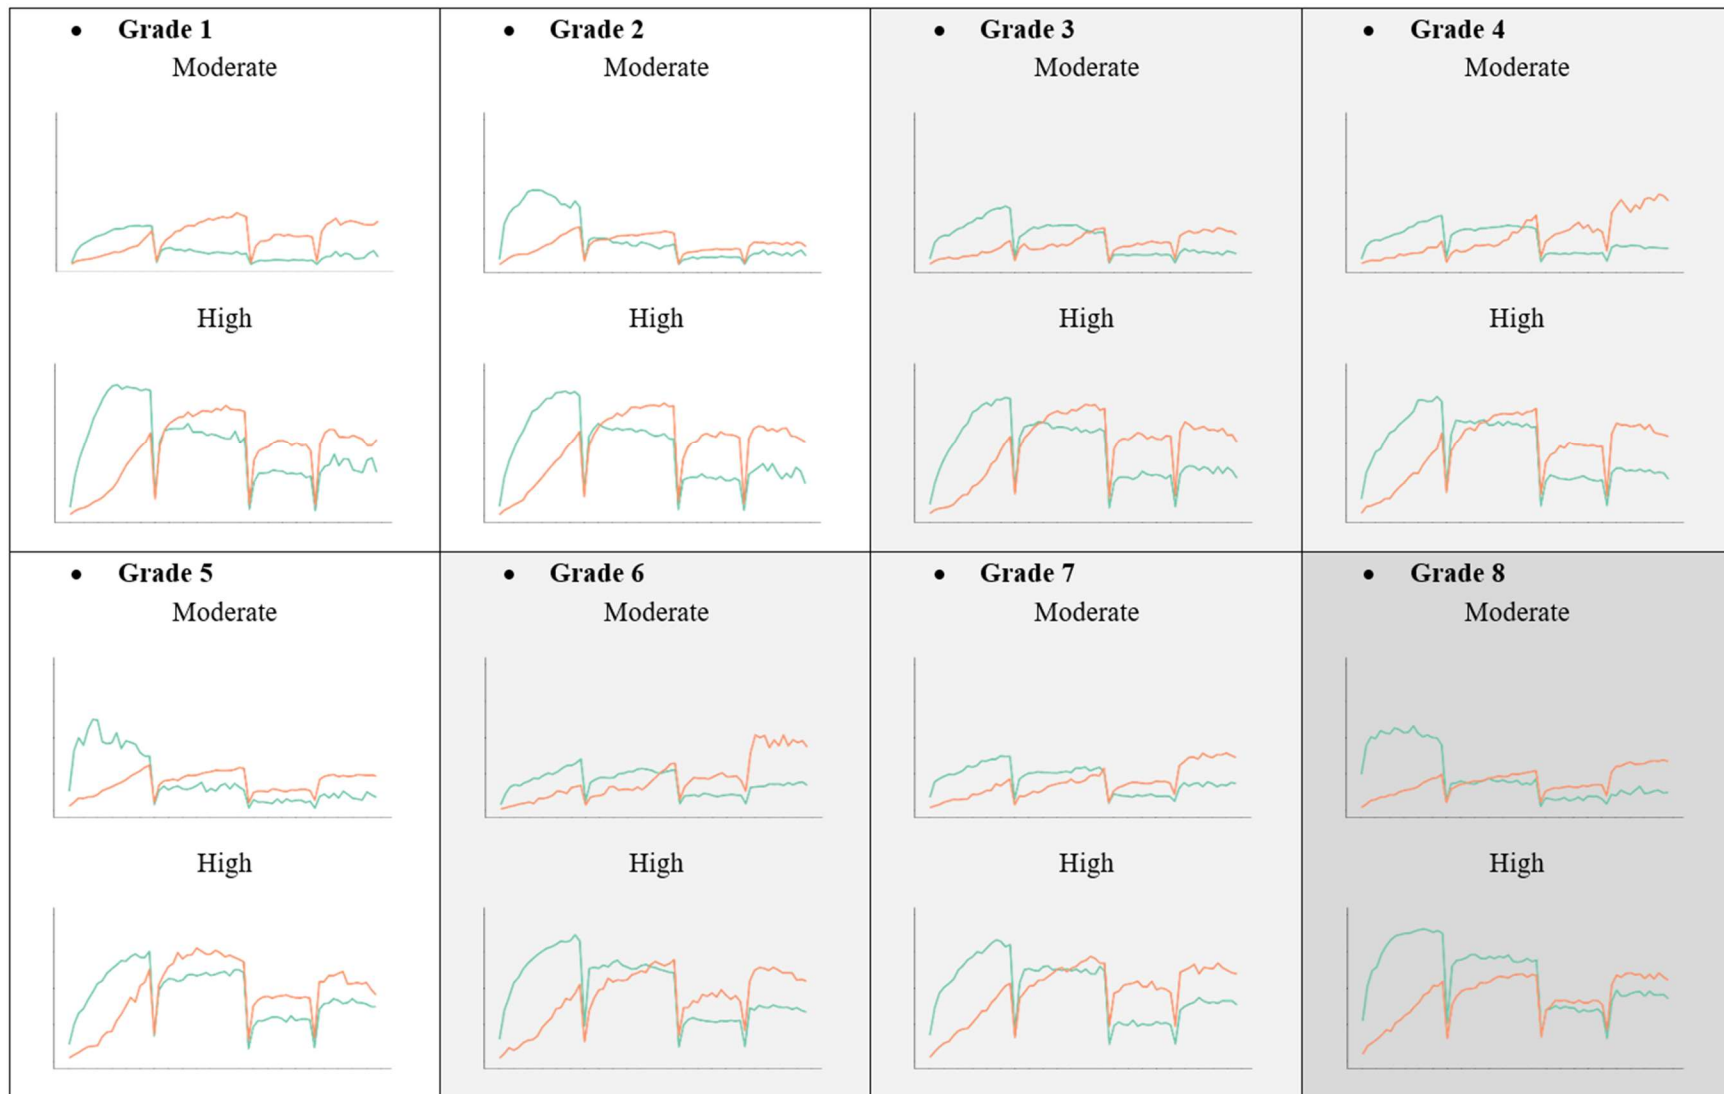 • Grade 1
Moderate
High
• Grade 2
Moderate
High
• Grade 3
Moderate
High
• Grade 4
Moderate
High
• Grade 5
Moderate
High
• Grade 6
Moderate
High
• Grade 7
Moderate
High
• Grade 8
Moderate
High